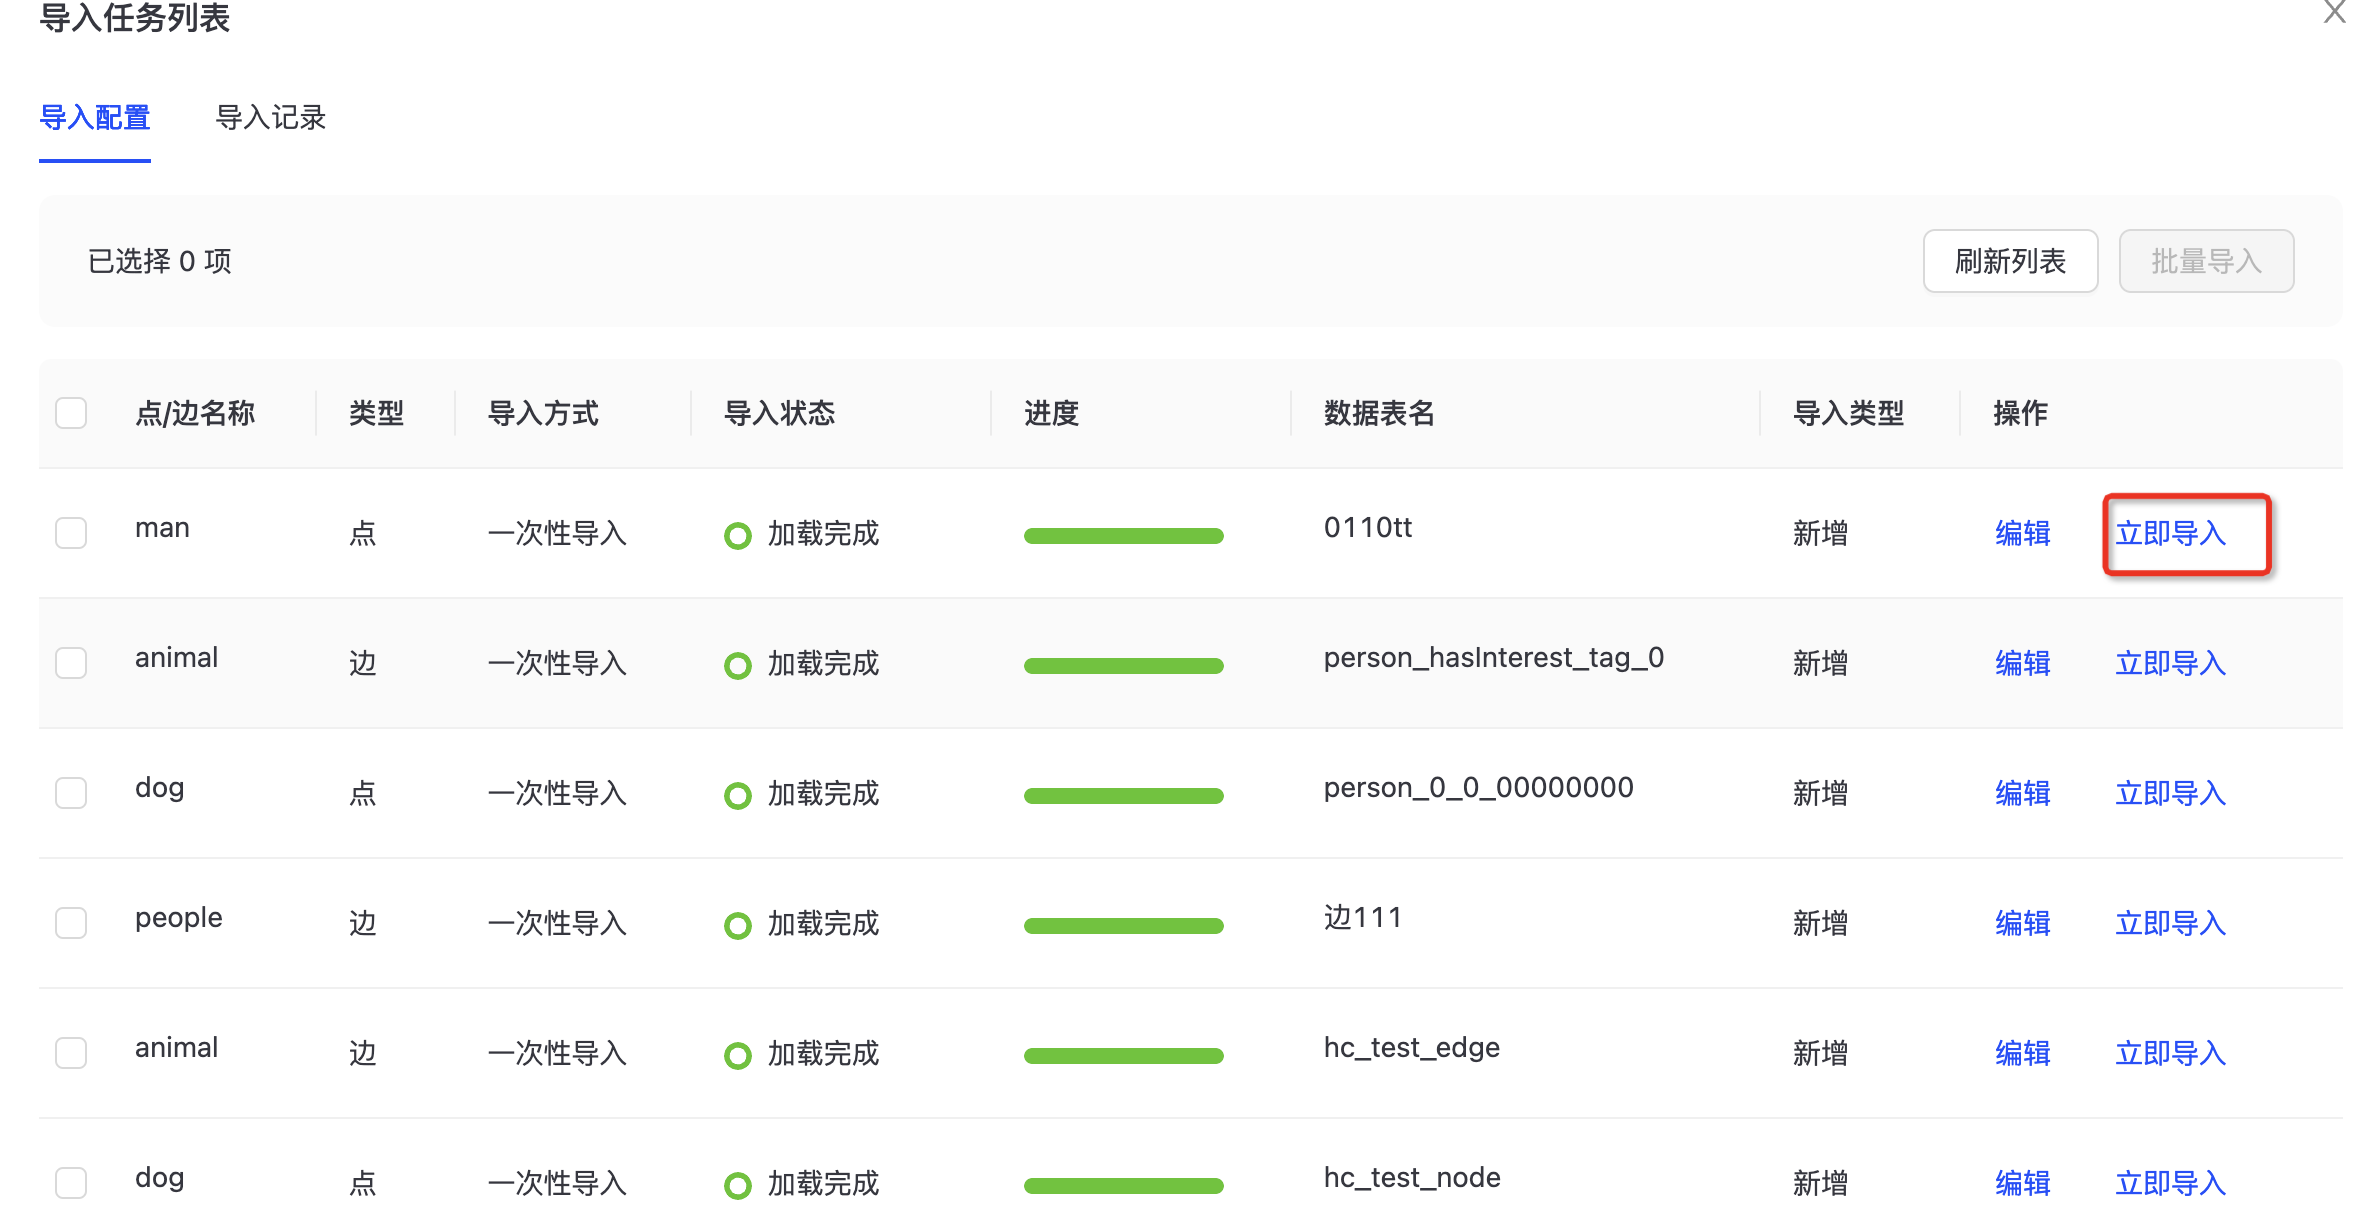 导入任务列表
导入配置 导入记录
已选择 0 项 刷新列表 批量导入
点/边名称 类型 导入方式 导入状态 进度 数据表名 导入类型 操作
man 点 一次性导入 加载完成 0110tt 新增 编辑 立即导入
animal 边 一次性导入 加载完成 person_hasInterest_tag_0 新增 编辑 立即导入
dog 点 一次性导入 加载完成 person_0_0_00000000 新增 编辑 立即导入
people 边 一次性导入 加载完成 边111 新增 编辑 立即导入
animal 边 一次性导入 加载完成 hc_test_edge 新增 编辑 立即导入
dog 点 一次性导入 加载完成 hc_test_node 新增 编辑 立即导入